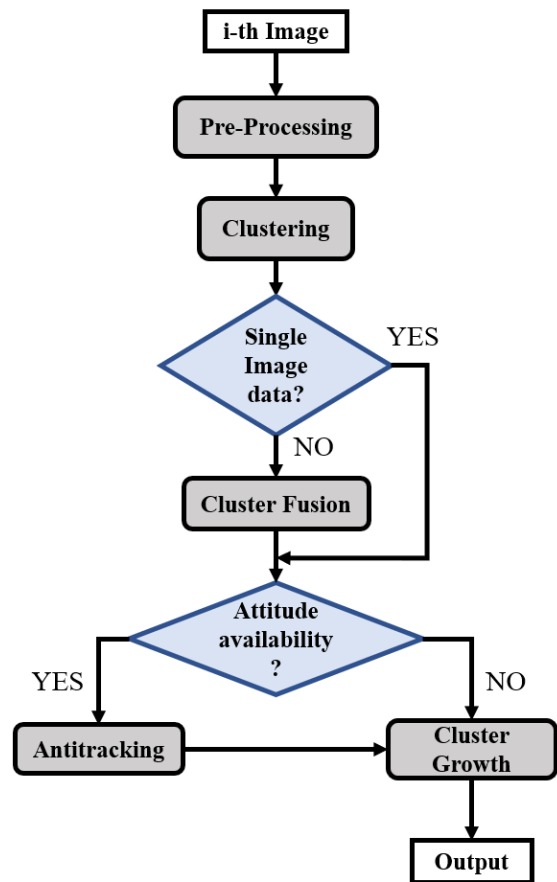 i-th Image
Pre-Processing
Clustering
Single
Image
data?
YES
NO
Cluster Fusion
Attitude
availability
?
YES
NO
Antitracking
Cluster
Growth
Output